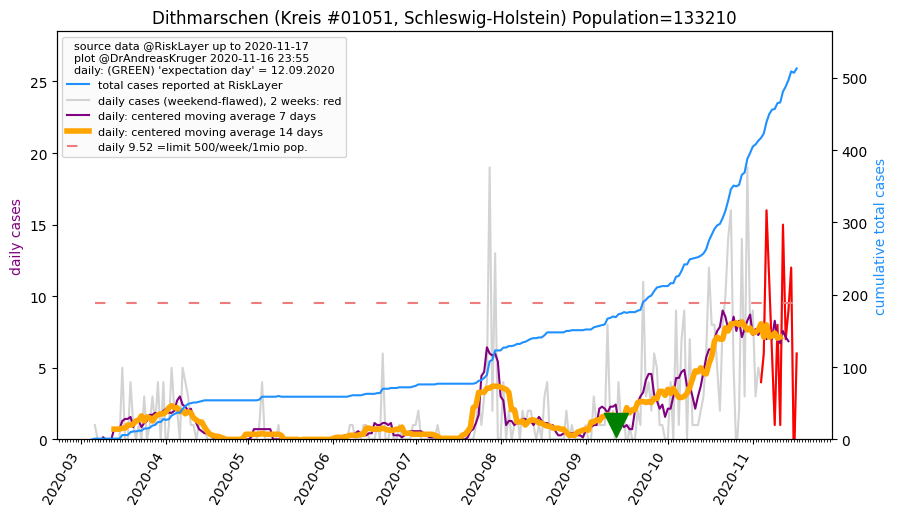 Dithmarschen (Kreis #01051, Schleswig-Holstein) Population=133210
source data @RiskLayer up to 2020-11-17
plot @DrAndreasKruger 2020-11-16 23:55
daily: (GREEN) 'expectation day' = 12.09.2020
total cases reported at RiskLayer
daily cases (weekend-flawed), 2 weeks: red
daily: centered moving average 7 days
daily: centered moving average 14 days
daily 9.52 =limit 500/week/1mio pop.
daily cases
25
20
15
10
5
0
cumulative total cases
500
400
300
200
100
0
2020-03
2020-04
2020-05
2020-06
2020-07
2020-08
2020-09
2020-10
2020-11